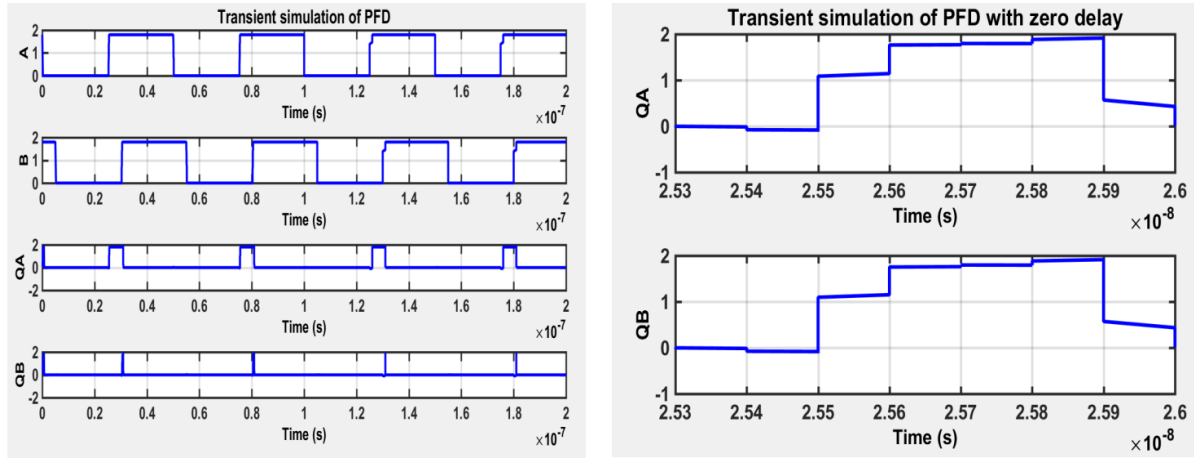 Transient simulation of PFD
2
1
0
A
0 0.2 0.4 0.6 0.8 1 1.2 1.4 1.6 1.8 2
Time (s)
×10-7
2
1
0
B
0 0.2 0.4 0.6 0.8 1 1.2 1.4 1.6 1.8 2
Time (s)
×10-7
2
0
-2
QA
0 0.2 0.4 0.6 0.8 1 1.2 1.4 1.6 1.8 2
Time (s)
×10-7
2
0
-2
QB
0 0.2 0.4 0.6 0.8 1 1.2 1.4 1.6 1.8 2
Time (s)
×10-7
Transient simulation of PFD with zero delay
2
1
0
-1
QA
2.53 2.54 2.55 2.56 2.57 2.58 2.59 2.6
Time (s)
×10-8
2
1
0
-1
QB
2.53 2.54 2.55 2.56 2.57 2.58 2.59 2.6
Time (s)
×10-8